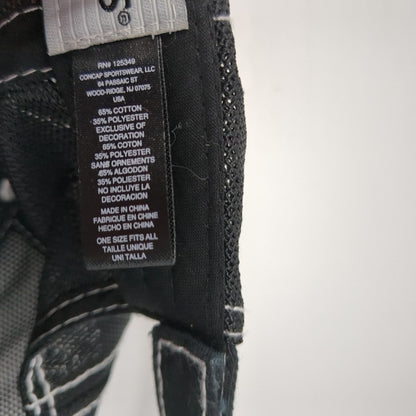 S
®
RN# 125349
CONCAP SPORTSWEAR, LLC
64 PASSAIC ST
WOOD-RIDGE, NJ 07075
USA
65% COTTON
35% POLYESTER
EXCLUSIVE OF
DECORATION
65% COTON
35% POLYESTER
SANS ORNEMENTS
65% ALGODON
35% POLIESTER
NO INCLUYE LA
DECORACION
MADE IN CHINA
FABRIQUE EN CHINE
HECHO EN CHINA
ONE SIZE FITS ALL
TAILLE UNIQUE
UNI TALLA